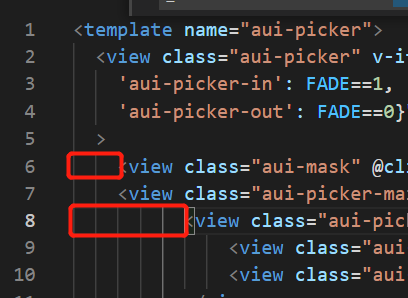 1 <template name="aui-picker">
2 <view class="aui-picker" v-i
3 'aui-picker-in': FADE==1,
4 'aui-picker-out': FADE==0}
5 >
6 <view class="aui-mask" @cli
7 <view class="aui-picker-ma
8 <view class="aui-pic
9 <view class="aui
10 <view class="aui